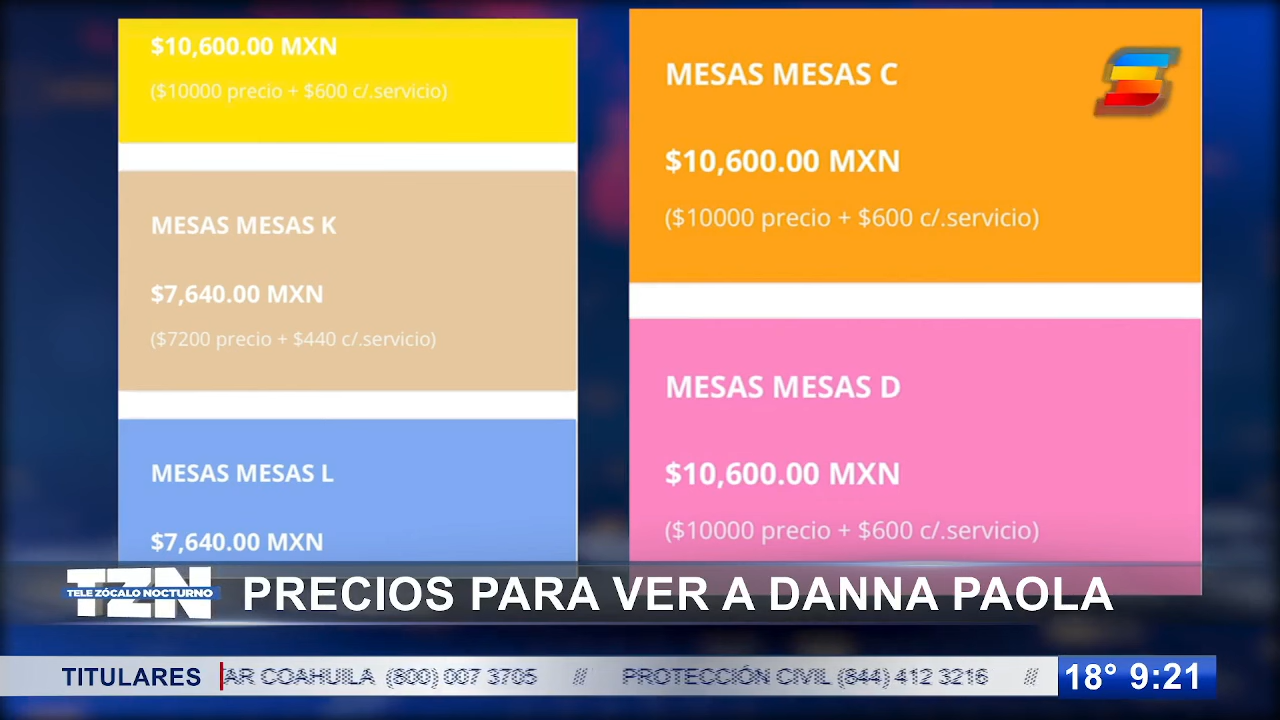 $10,600.00 MXN
($10000 precio + $600 c/.servicio)
MESAS MESAS K
$7,640.00 MXN
($7200 precio + $440 c/.servicio)
MESAS MESAS L
$7,640.00 MXN
MESAS MESAS C
$10,600.00 MXN
($10000 precio + $600 c/.servicio)
MESAS MESAS D
$10,600.00 MXN
($10000 precio + $600 c/.servicio)
TZN
TELE ZÓCALO NOCTURNO
PRECIOS PARA VER A DANNA PAOLA
TITULARES AR COAHUILA (800) 007 3705 // PROTECCIÓN CIVIL (844) 412 3216 // 18° 9:21